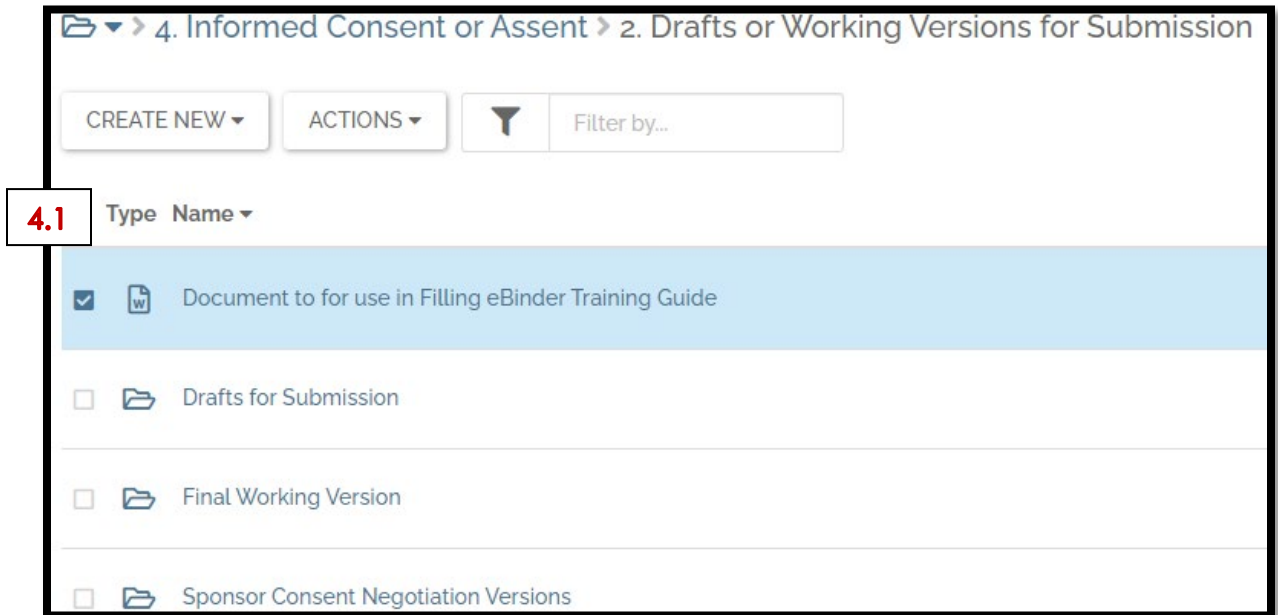 4. Informed Consent or Assent > 2. Drafts or Working Versions for Submission
CREATE NEW ACTIONS Filter by...
4.1
Type Name
Document to for use in Filling eBinder Training Guide
Drafts for Submission
Final Working Version
Sponsor Consent Negotiation Versions